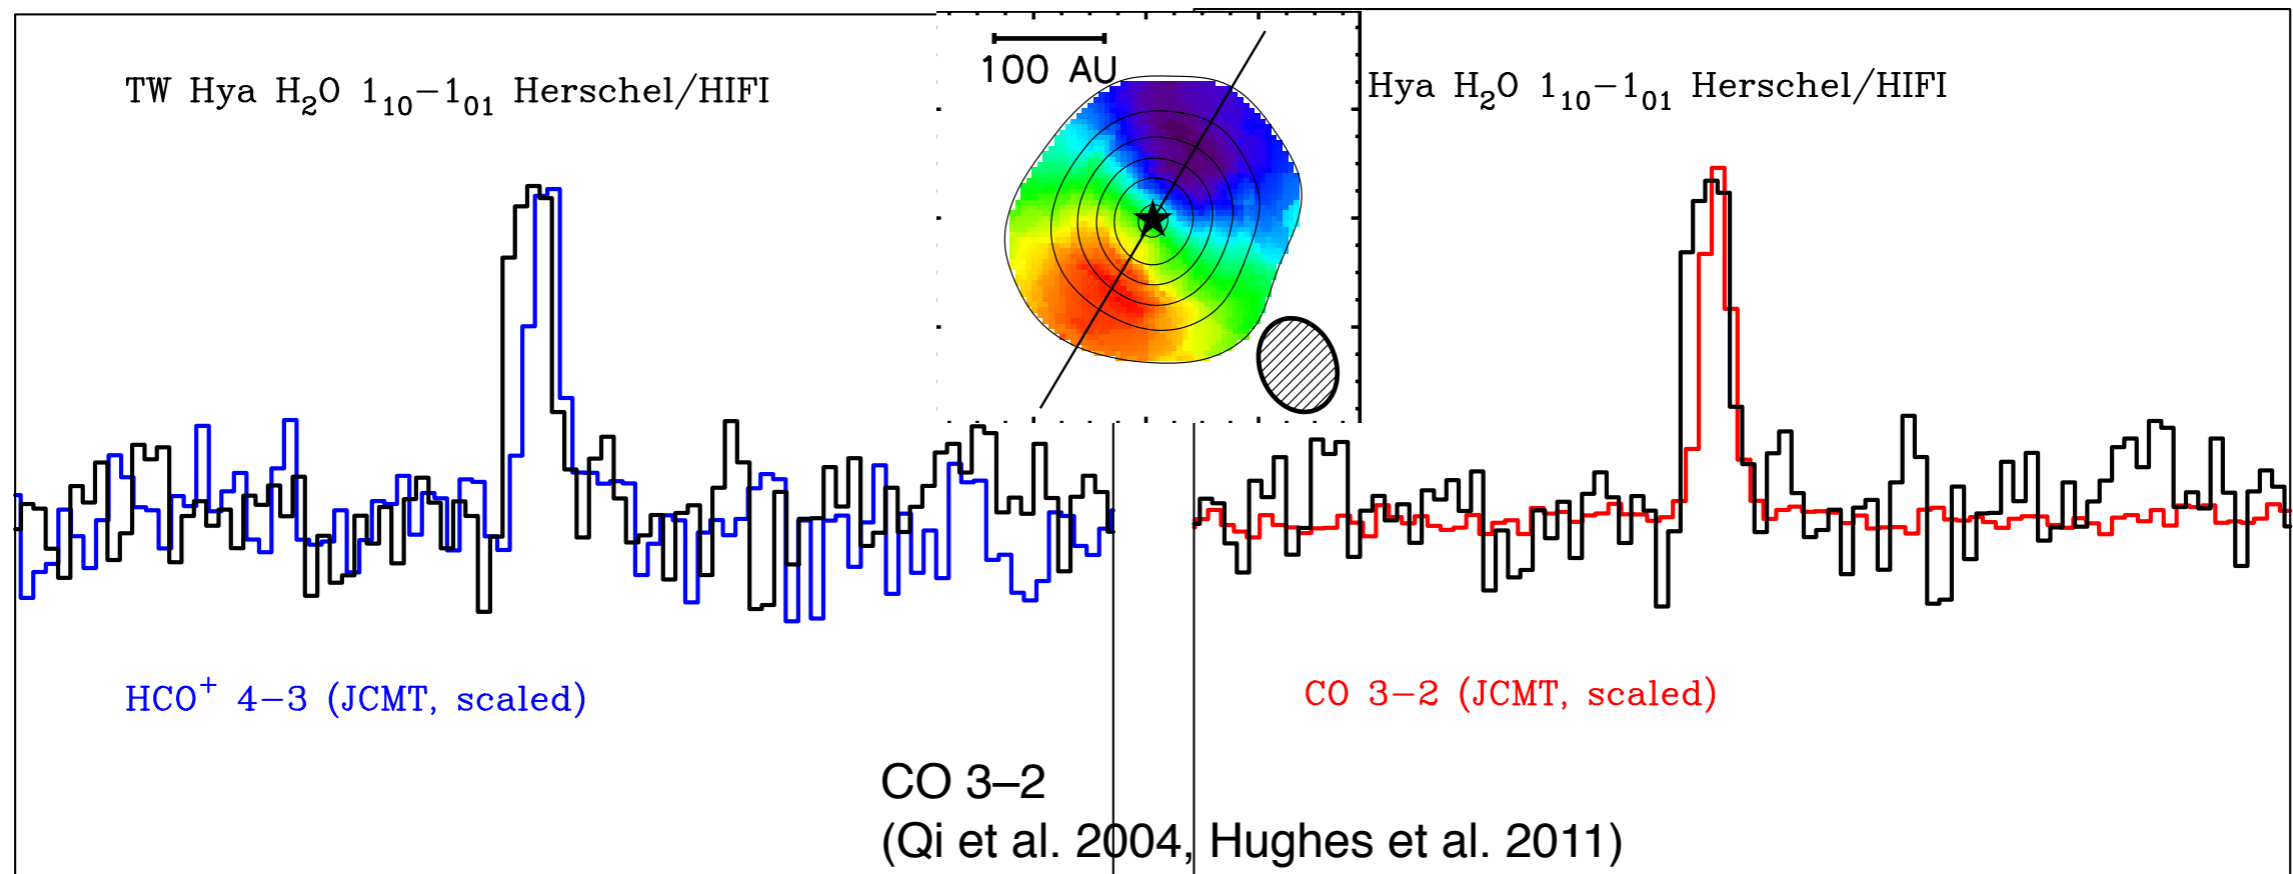 TW Hya H₂O 1₁₀−1₀₁ Herschel/HIFI
100 AU
Hya H₂O 1₁₀−1₀₁ Herschel/HIFI
HCO⁺ 4−3 (JCMT, scaled)
CO 3−2 (JCMT, scaled)
CO 3–2
(Qi et al. 2004, Hughes et al. 2011)